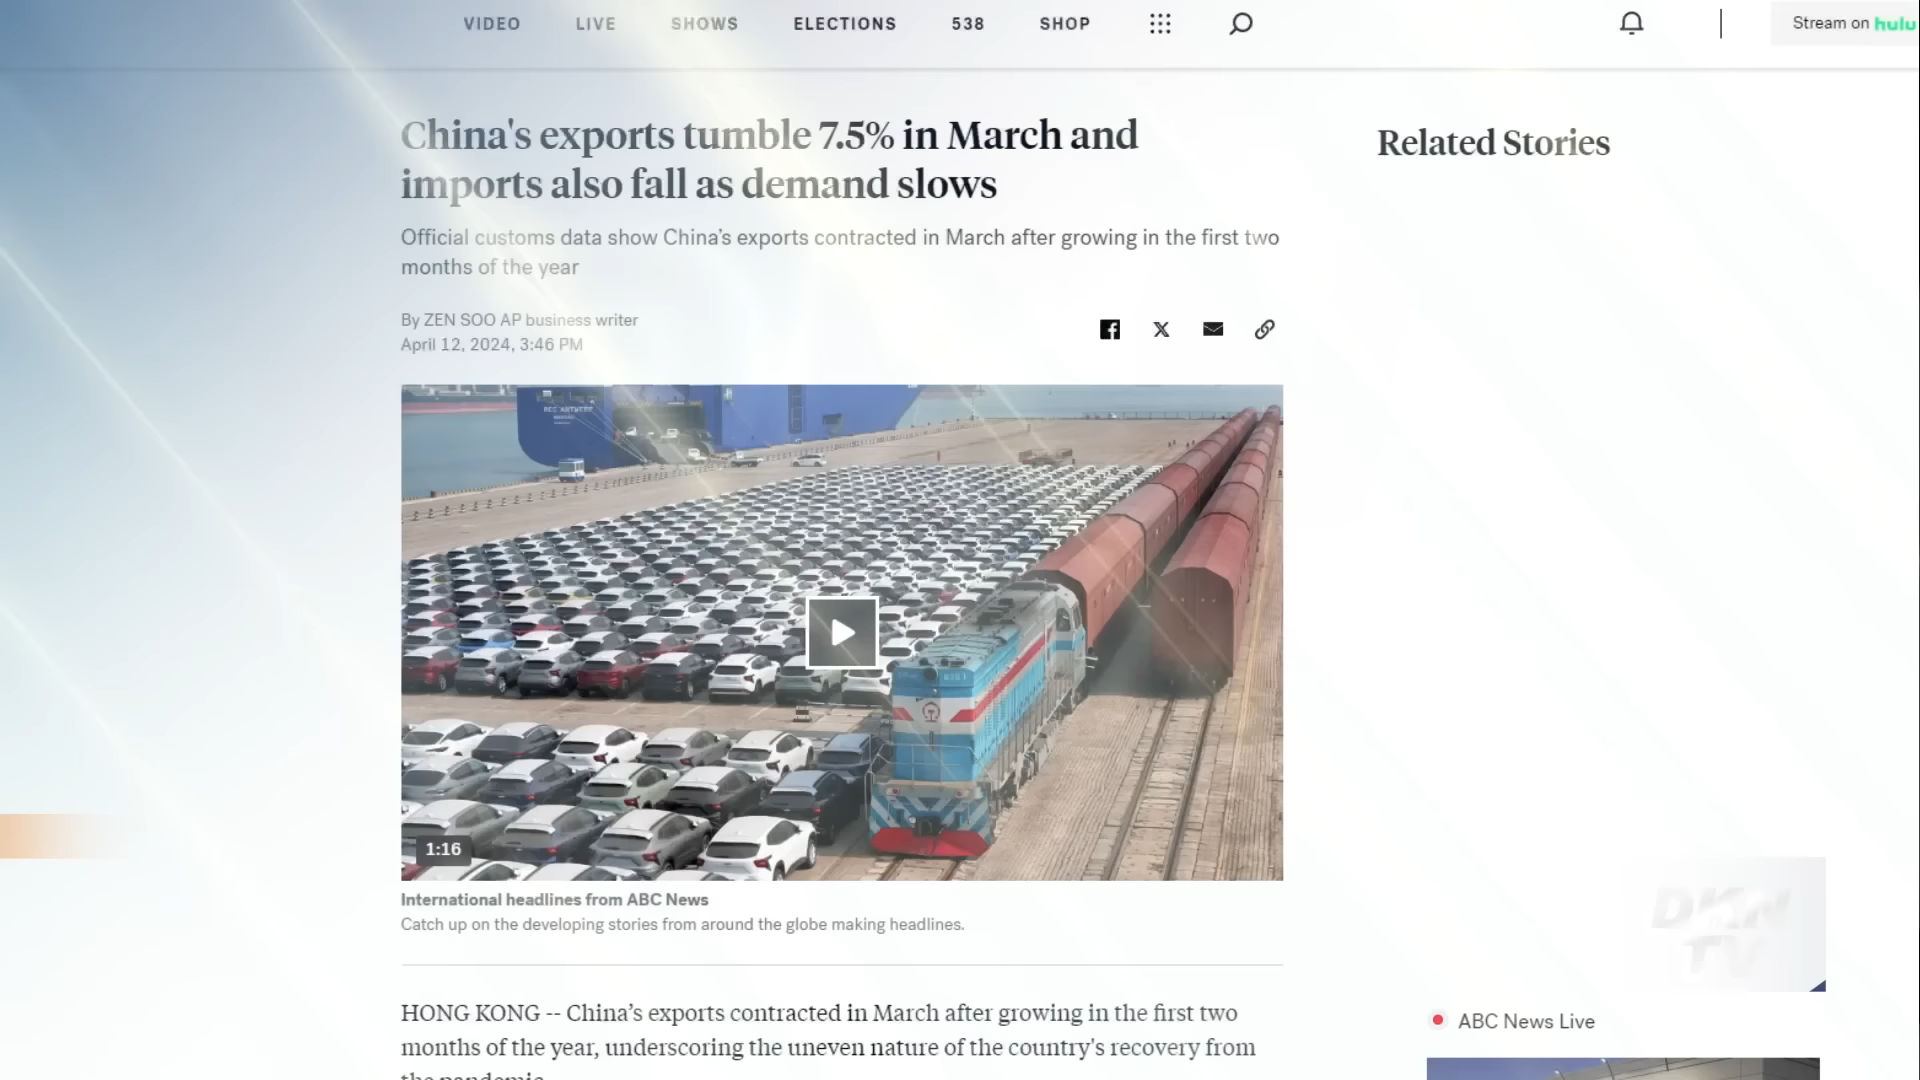 VIDEO LIVE SHOWS ELECTIONS 538 SHOP Stream on hulu
China's exports tumble 7.5% in March and
imports also fall as demand slows
Related Stories
Official customs data show China's exports contracted in March after growing in the first two
months of the year
By ZEN SOO AP business writer
April 12, 2024, 3:46 PM
1:16
International headlines from ABC News
Catch up on the developing stories from around the globe making headlines.
DKN
TV
HONG KONG -- China's exports contracted in March after growing in the first two
months of the year, underscoring the uneven nature of the country's recovery from
the pandemic.
ABC News Live